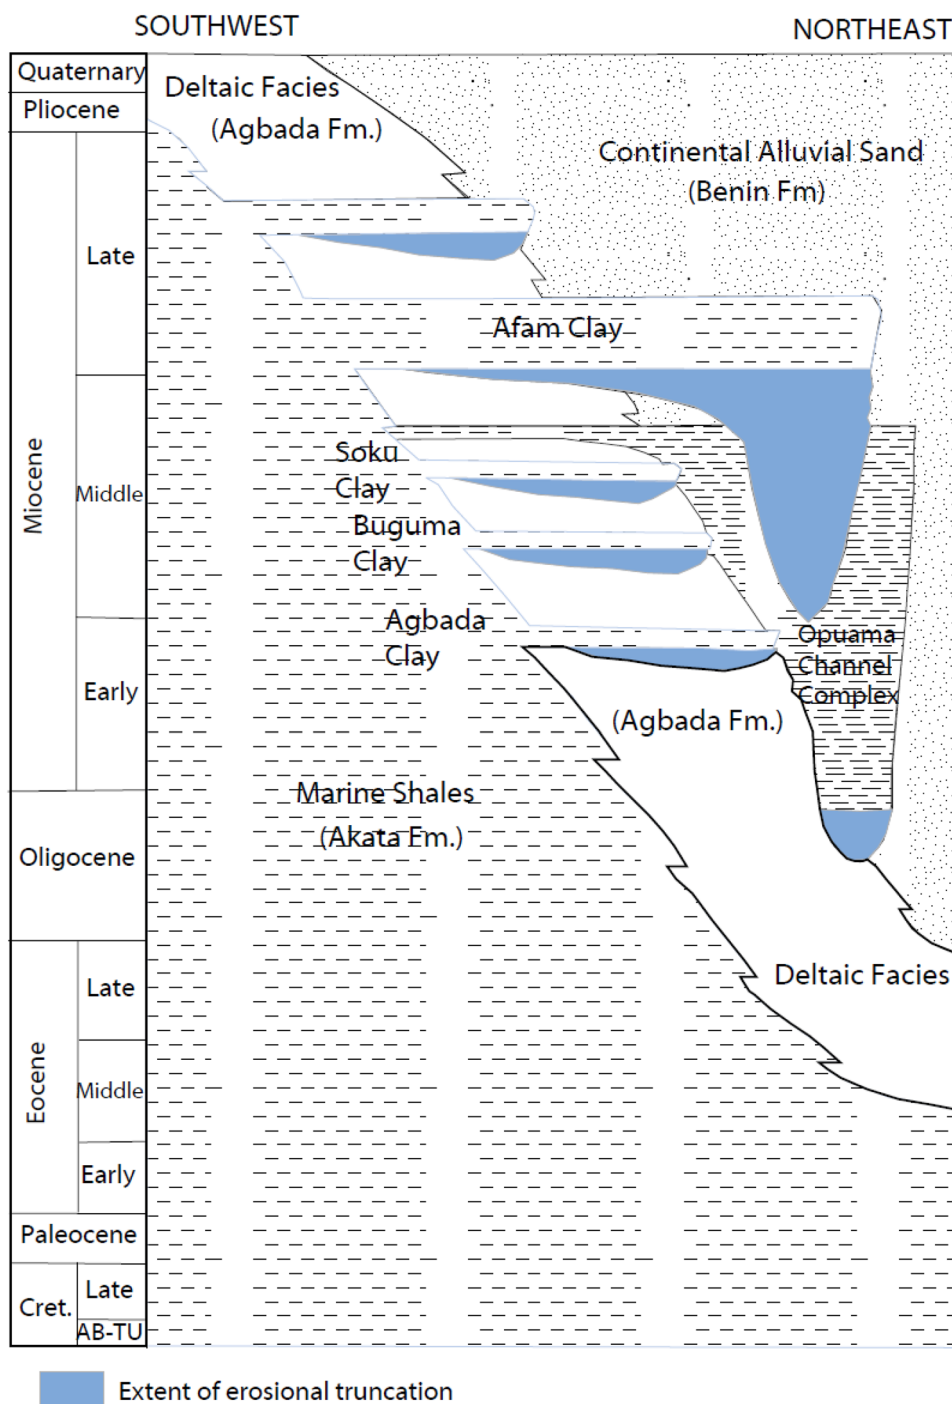 SOUTHWEST
NORTHEAST
Quaternary
Pliocene
Miocene
Late
Middle
Early
Oligocene
Eocene
Late
Middle
Early
Paleocene
Cret.
Late
AB-TU
Deltaic Facies
(Agbada Fm.)
Continental Alluvial Sand
(Benin Fm)
Afam Clay
Soku
Clay
Buguma
Clay
Agbada
Clay
Opuama
Channel
Complex
(Agbada Fm.)
Marine Shales
(Akata Fm.)
Deltaic Facies
Extent of erosional truncation